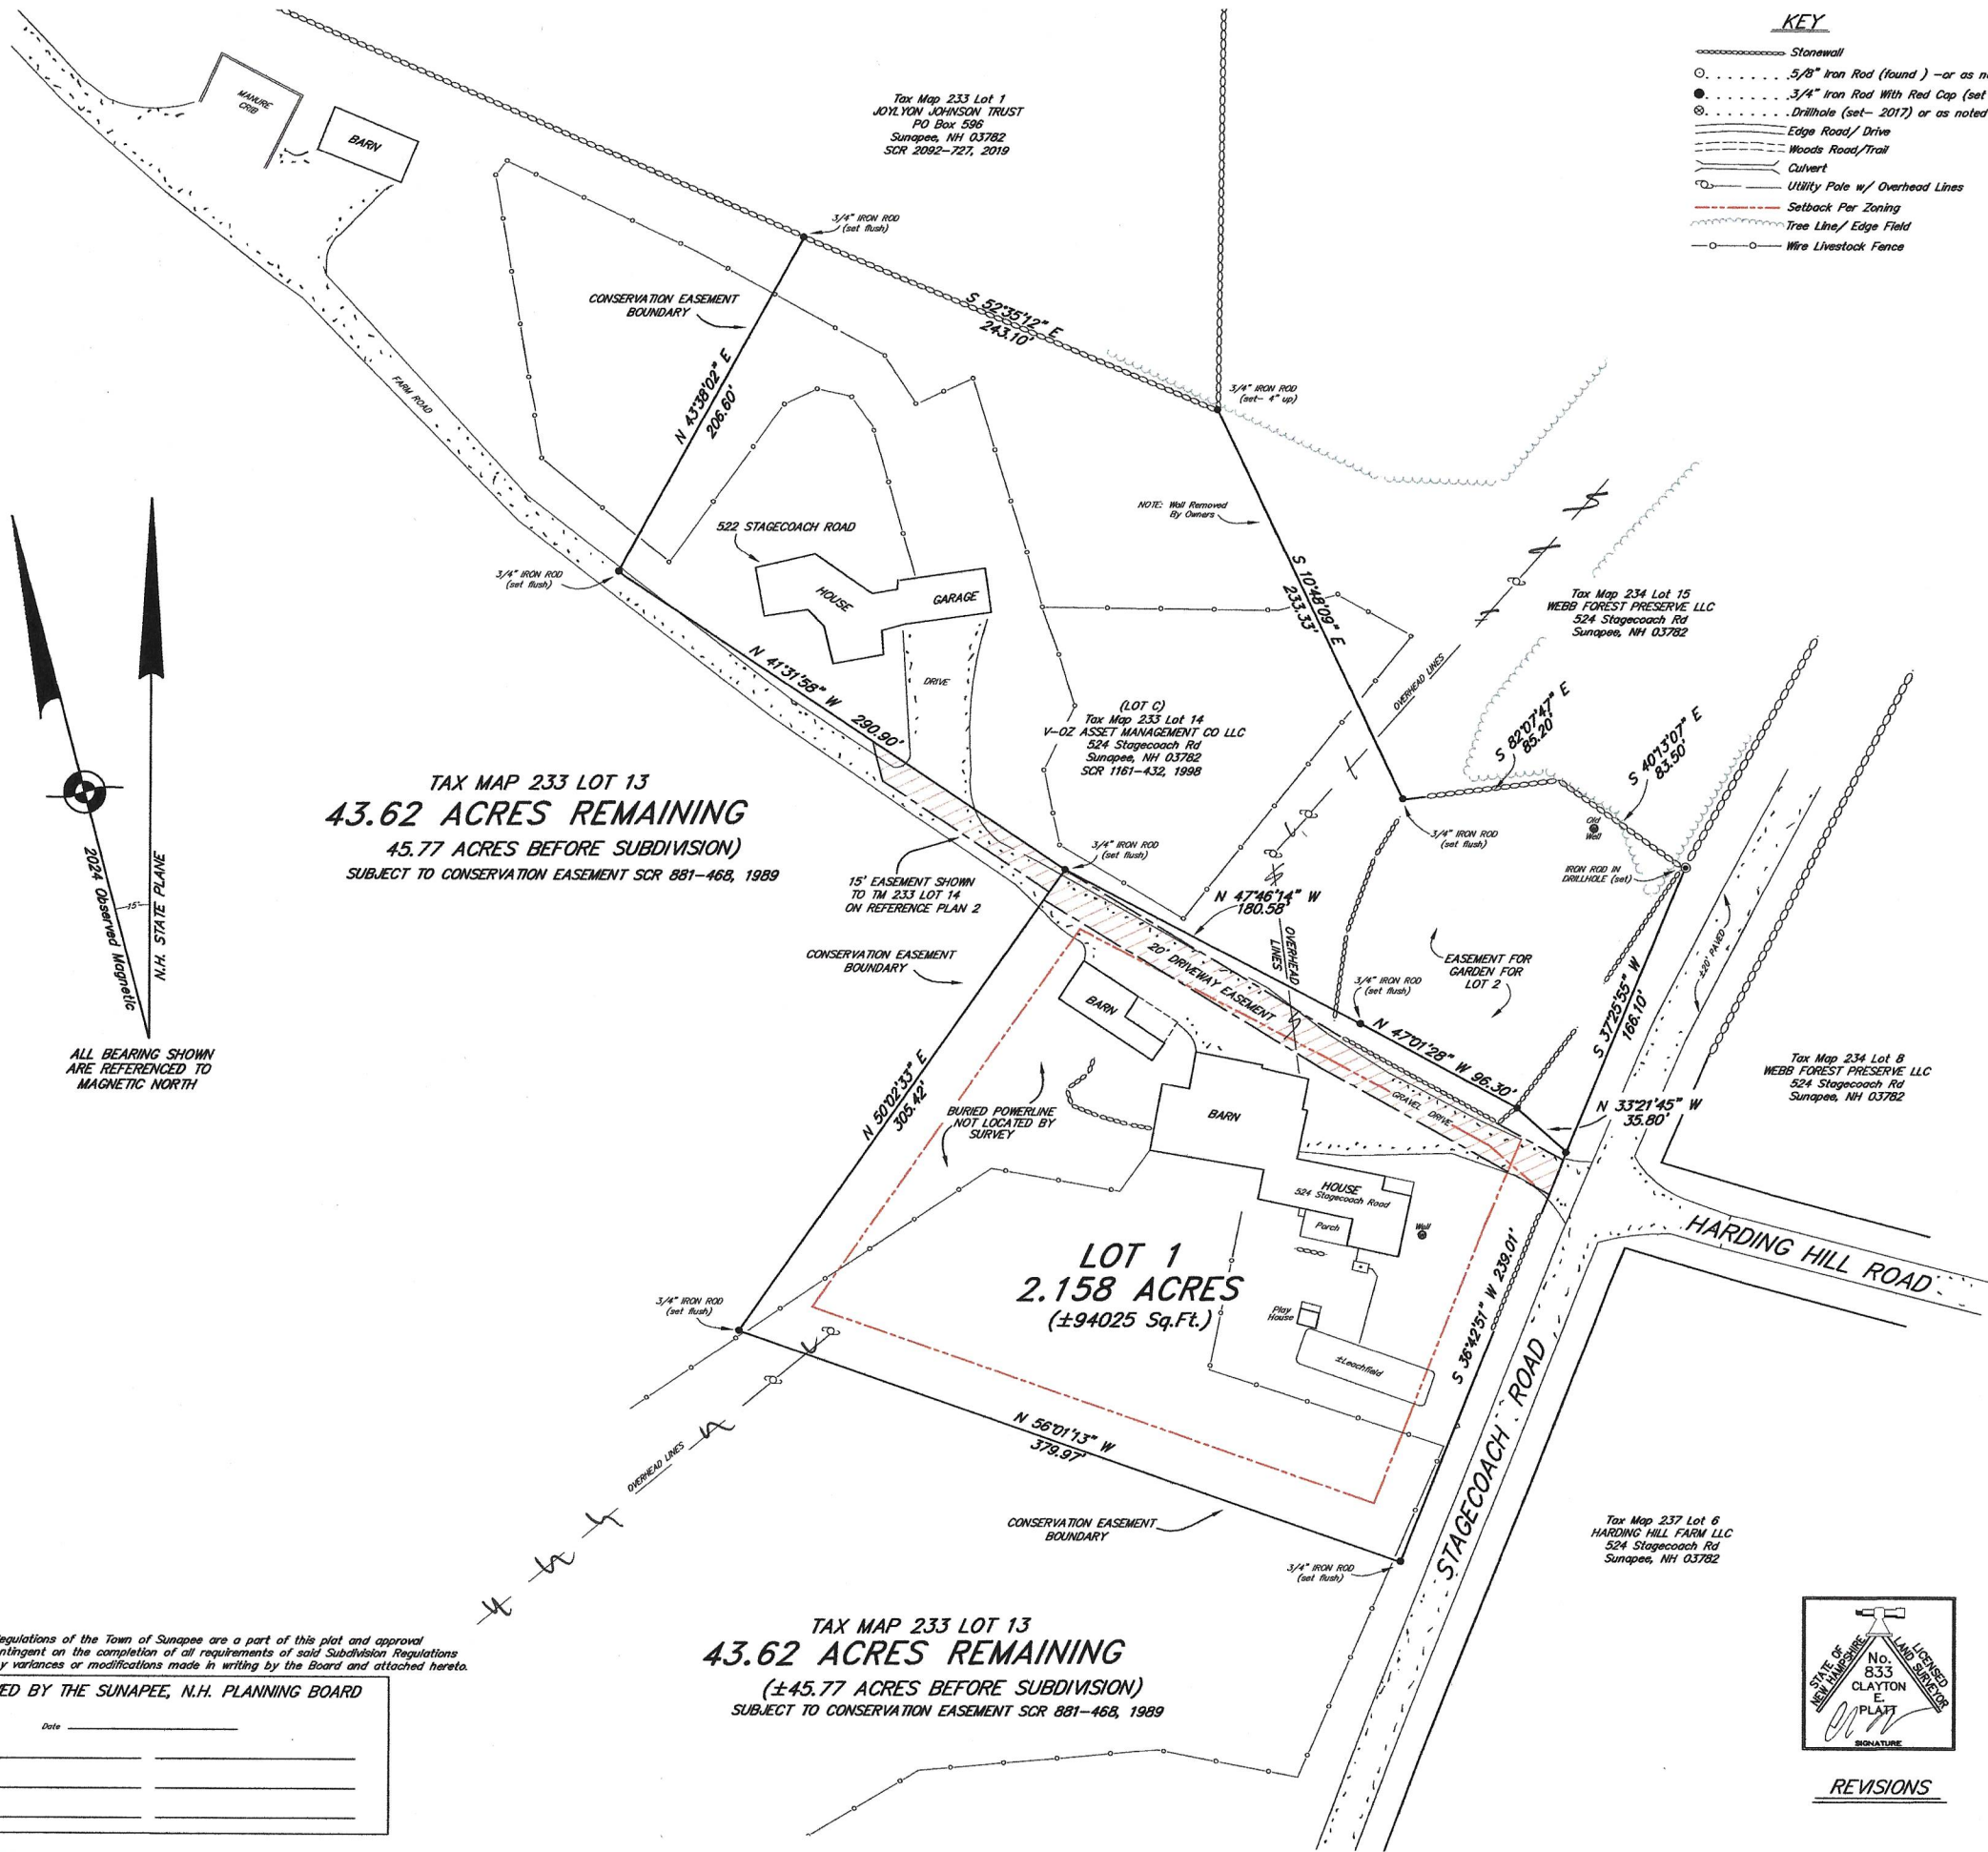 KEY
Stonewall
5/8" Iron Rod (found ) -or as n
3/4" Iron Rod With Red Cap (set
Drillhole (set- 2017) or as noted
Edge Road/ Drive
Woods Road/Trail
Culvert
Utility Pole w/ Overhead Lines
Setback Per Zoning
Tree Line/ Edge Field
Wire Livestock Fence
MANURE
CRIB
BARN
Tax Map 233 Lot 1
JOYLYON JOHNSON TRUST
PO Box 596
Sunapee, NH 03782
SCR 2092-727, 2019
3/4" IRON ROD
(set flush)
CONSERVATION EASEMENT
BOUNDARY
S 52°35'12" E
243.10'
N 43°38'02" E
206.60'
FARM ROAD
3/4" IRON ROD
(set- 4" up)
NOTE: Wall Removed
By Owners
S 10°48'09" E
233.33'
522 STAGECOACH ROAD
3/4" IRON ROD
(set flush)
HOUSE
GARAGE
DRIVE
N 41°31'58" W 290.90'
OVERHEAD LINES
Tax Map 234 Lot 15
WEBB FOREST PRESERVE LLC
524 Stagecoach Rd
Sunapee, NH 03782
(LOT C)
Tax Map 233 Lot 14
V-OZ ASSET MANAGEMENT CO LLC
524 Stagecoach Rd
Sunapee, NH 03782
SCR 1161-432, 1998
S 82°07'47" E
85.20'
S 40°13'07" E
83.50'
TAX MAP 233 LOT 13
43.62 ACRES REMAINING
45.77 ACRES BEFORE SUBDIVISION)
SUBJECT TO CONSERVATION EASEMENT SCR 881-468, 1989
2024 Observed Magnetic
15°
N.H. STATE PLANE
ALL BEARING SHOWN
ARE REFERENCED TO
MAGNETIC NORTH
15' EASEMENT SHOWN
TO TM 233 LOT 14
ON REFERENCE PLAN 2
3/4" IRON ROD
(set flush)
3/4" IRON ROD
(set flush)
Old
Well
IRON ROD IN
DRILLHOLE (set)
N 47°46'14" W
180.58'
OVERHEAD
LINES
20' DRIVEWAY EASEMENT
CONSERVATION EASEMENT
BOUNDARY
3/4" IRON ROD
(set flush)
EASEMENT FOR
GARDEN FOR
LOT 2
±20' PAVED
S 37°25'55" W
166.10'
N 47°01'28" W 96.30'
N 33°21'45" W
35.80'
Tax Map 234 Lot 8
WEBB FOREST PRESERVE LLC
524 Stagecoach Rd
Sunapee, NH 03782
N 50°02'33" E
305.42'
BARN
BURIED POWERLINE
NOT LOCATED BY
SURVEY
BARN
GRAVEL DRIVE
HOUSE
524 Stagecoach Road
Porch
Well
HARDING HILL ROAD
LOT 1
2.158 ACRES
(±94025 Sq.Ft.)
Play
House
±Leachfield
S 36°42'51" W 239.01'
STAGECOACH ROAD
3/4" IRON ROD
(set flush)
OVERHEAD LINES
N 56°01'13" W
379.97'
CONSERVATION EASEMENT
BOUNDARY
3/4" IRON ROD
(set flush)
Tax Map 237 Lot 6
HARDING HILL FARM LLC
524 Stagecoach Rd
Sunapee, NH 03782
TAX MAP 233 LOT 13
43.62 ACRES REMAINING
(±45.77 ACRES BEFORE SUBDIVISION)
SUBJECT TO CONSERVATION EASEMENT SCR 881-468, 1989
egulations of the Town of Sunapee are a part of this plat and approval
ntingent on the completion of all requirements of said Subdivision Regulations
y variances or modifications made in writing by the Board and attached hereto.
ED BY THE SUNAPEE, N.H. PLANNING BOARD
Date
STATE OF
NEW HAMPSHIRE
LICENSED
LAND SURVEYOR
No.
833
CLAYTON
E.
PLATT
SIGNATURE
REVISIONS